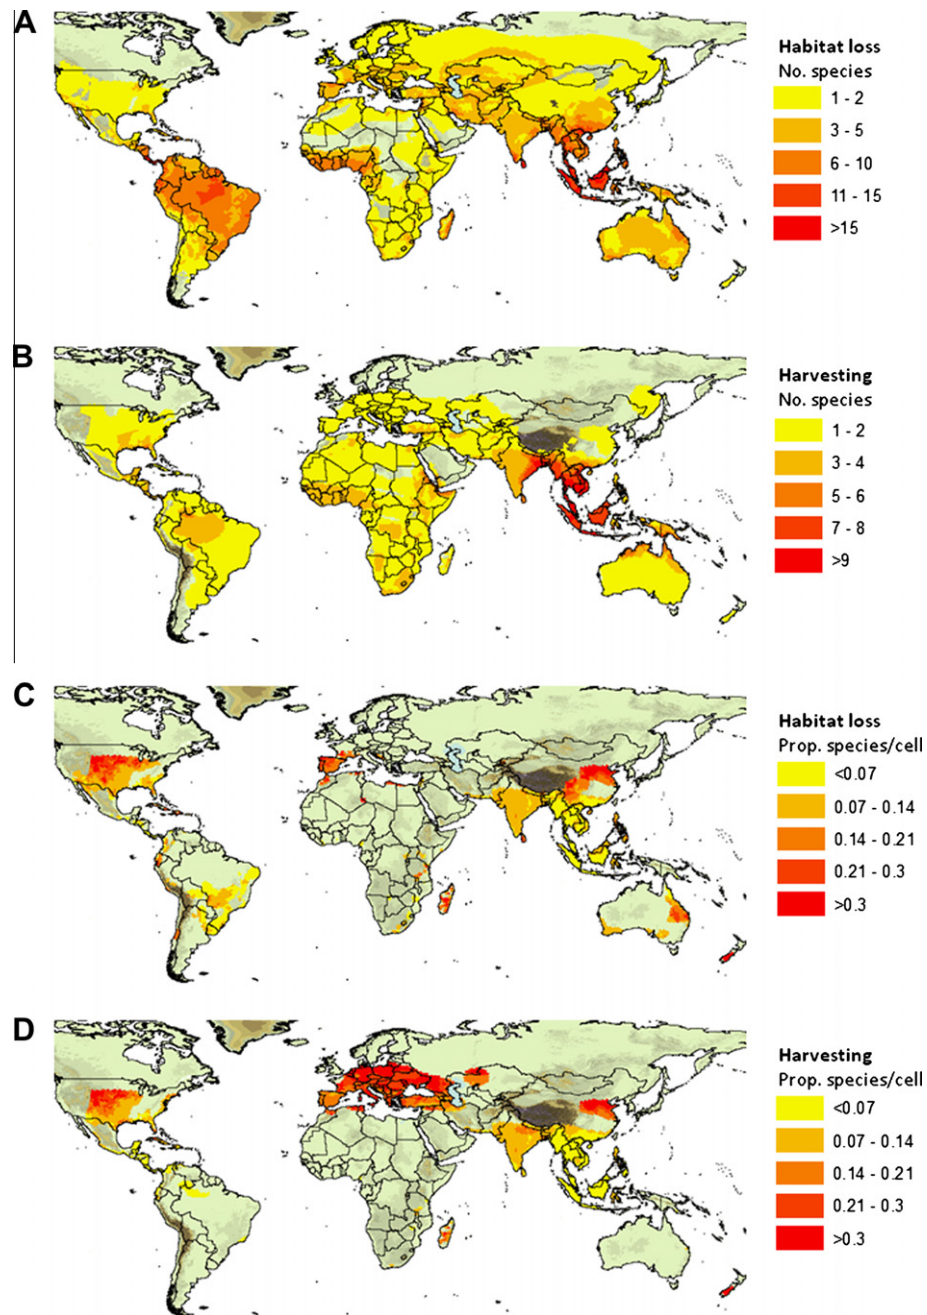 A
Habitat loss
No. species
1 - 2
3 - 5
6 - 10
11 - 15
>15
B
Harvesting
No. species
1 - 2
3 - 4
5 - 6
7 - 8
>9
C
Habitat loss
Prop. species/cell
<0.07
0.07 - 0.14
0.14 - 0.21
0.21 - 0.3
>0.3
D
Harvesting
Prop. species/cell
<0.07
0.07 - 0.14
0.14 - 0.21
0.21 - 0.3
>0.3